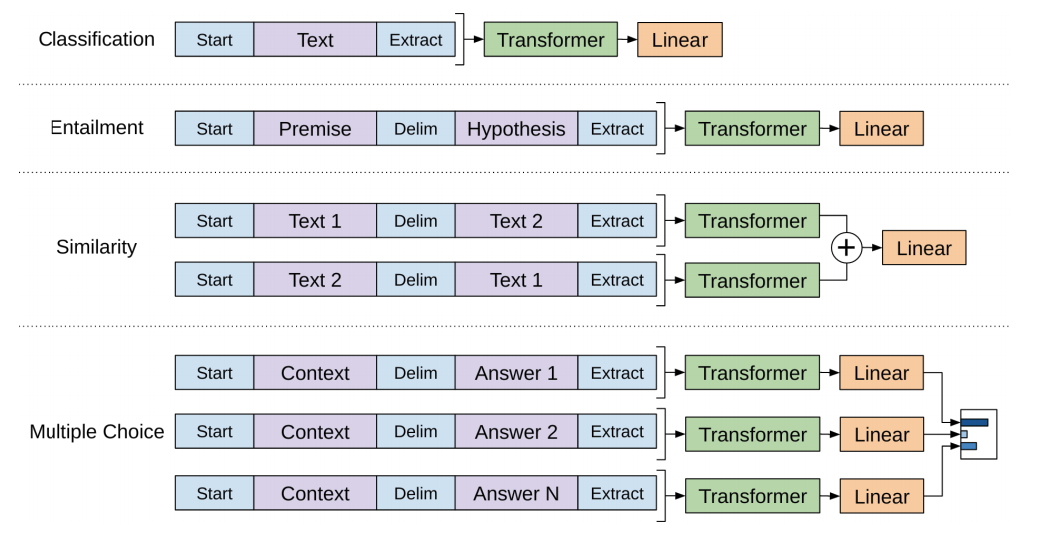 Classification Start Text Extract Transformer Linear
Entailment Start Premise Delim Hypothesis Extract Transformer Linear
Start Text 1 Delim Text 2 Extract Transformer
Similarity + Linear
Start Text 2 Delim Text 1 Extract Transformer
Start Context Delim Answer 1 Extract Transformer Linear
Multiple Choice Start Context Delim Answer 2 Extract Transformer Linear
Start Context Delim Answer N Extract Transformer Linear